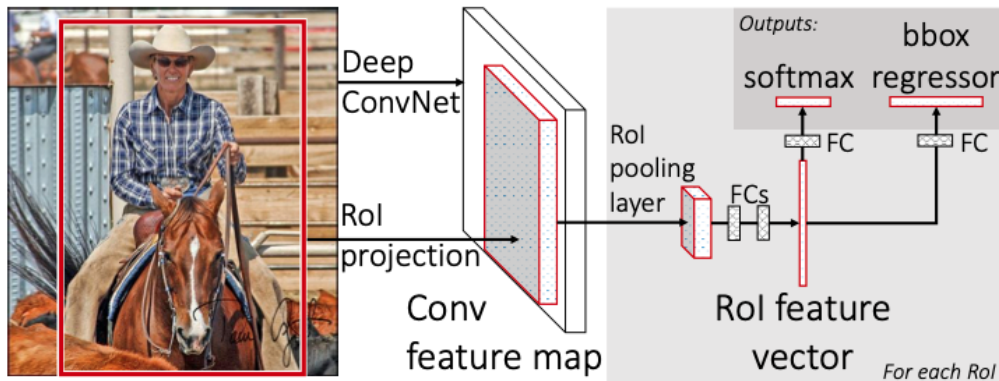 Deep
ConvNet
RoI
projection
Conv
feature map
RoI
pooling
layer
FCs
RoI feature
vector
For each RoI
Outputs:
softmax
bbox
regressor
FC
FC